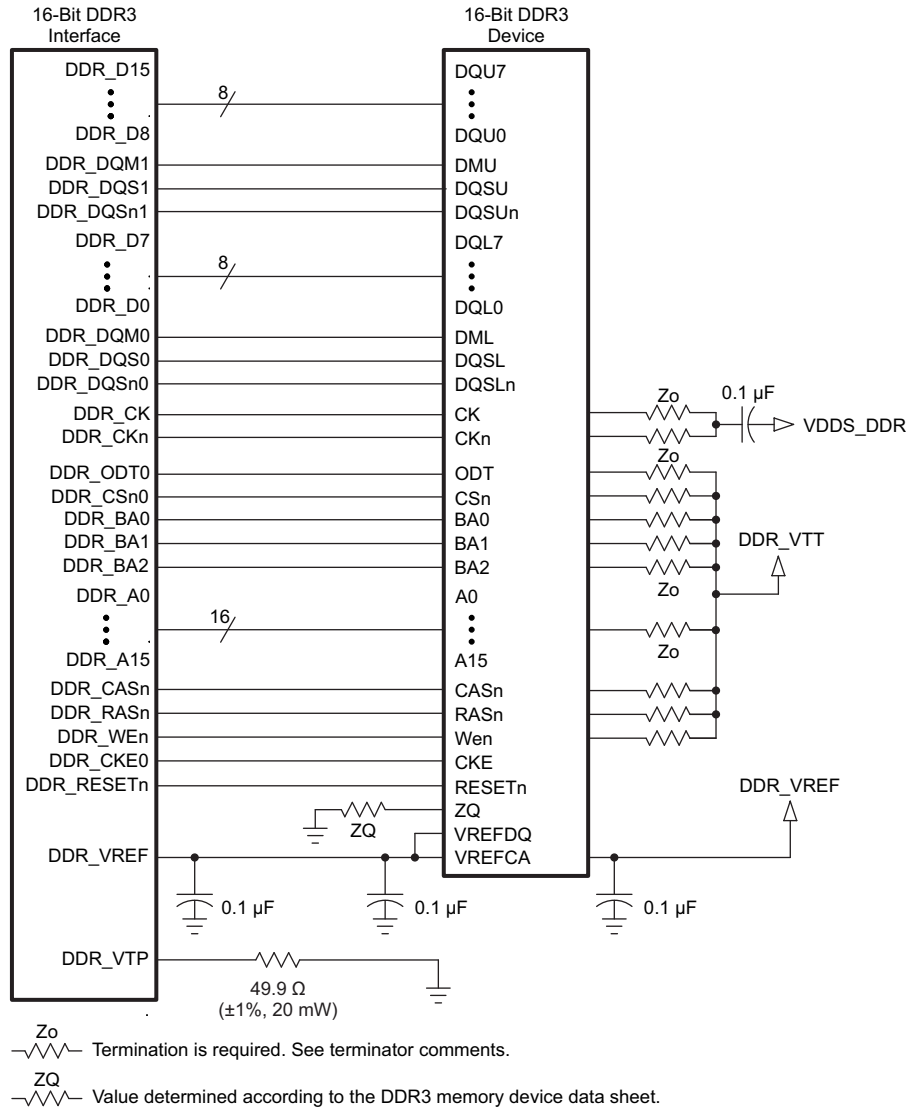 16-Bit DDR3
Interface
16-Bit DDR3
Device
DDR_D15
8
DQU7
DDR_D8
DQU0
DDR_DQM1
DMU
DDR_DQS1
DQSU
DDR_DQSn1
DQSUn
DDR_D7
8
DQL7
DDR_D0
DQL0
DDR_DQM0
DML
DDR_DQS0
DQSL
DDR_DQSn0
DQSLn
Zo
0.1 µF
DDR_CK
CK
VDDS_DDR
DDR_CKn
CKn
Zo
DDR_ODT0
ODT
DDR_CSn0
CSn
DDR_BA0
BA0
DDR_BA1
BA1
DDR_VTT
DDR_BA2
BA2
Zo
DDR_A0
16
A0
Zo
DDR_A15
A15
DDR_CASn
CASn
DDR_RASn
RASn
DDR_WEn
Wen
DDR_CKE0
CKE
DDR_RESETn
RESETn
DDR_VREF
ZQ
ZQ
VREFDQ
DDR_VREF
VREFCA
0.1 µF
0.1 µF
0.1 µF
DDR_VTP
49.9 Ω
(±1%, 20 mW)
Zo
Termination is required. See terminator comments.
ZQ
Value determined according to the DDR3 memory device data sheet.